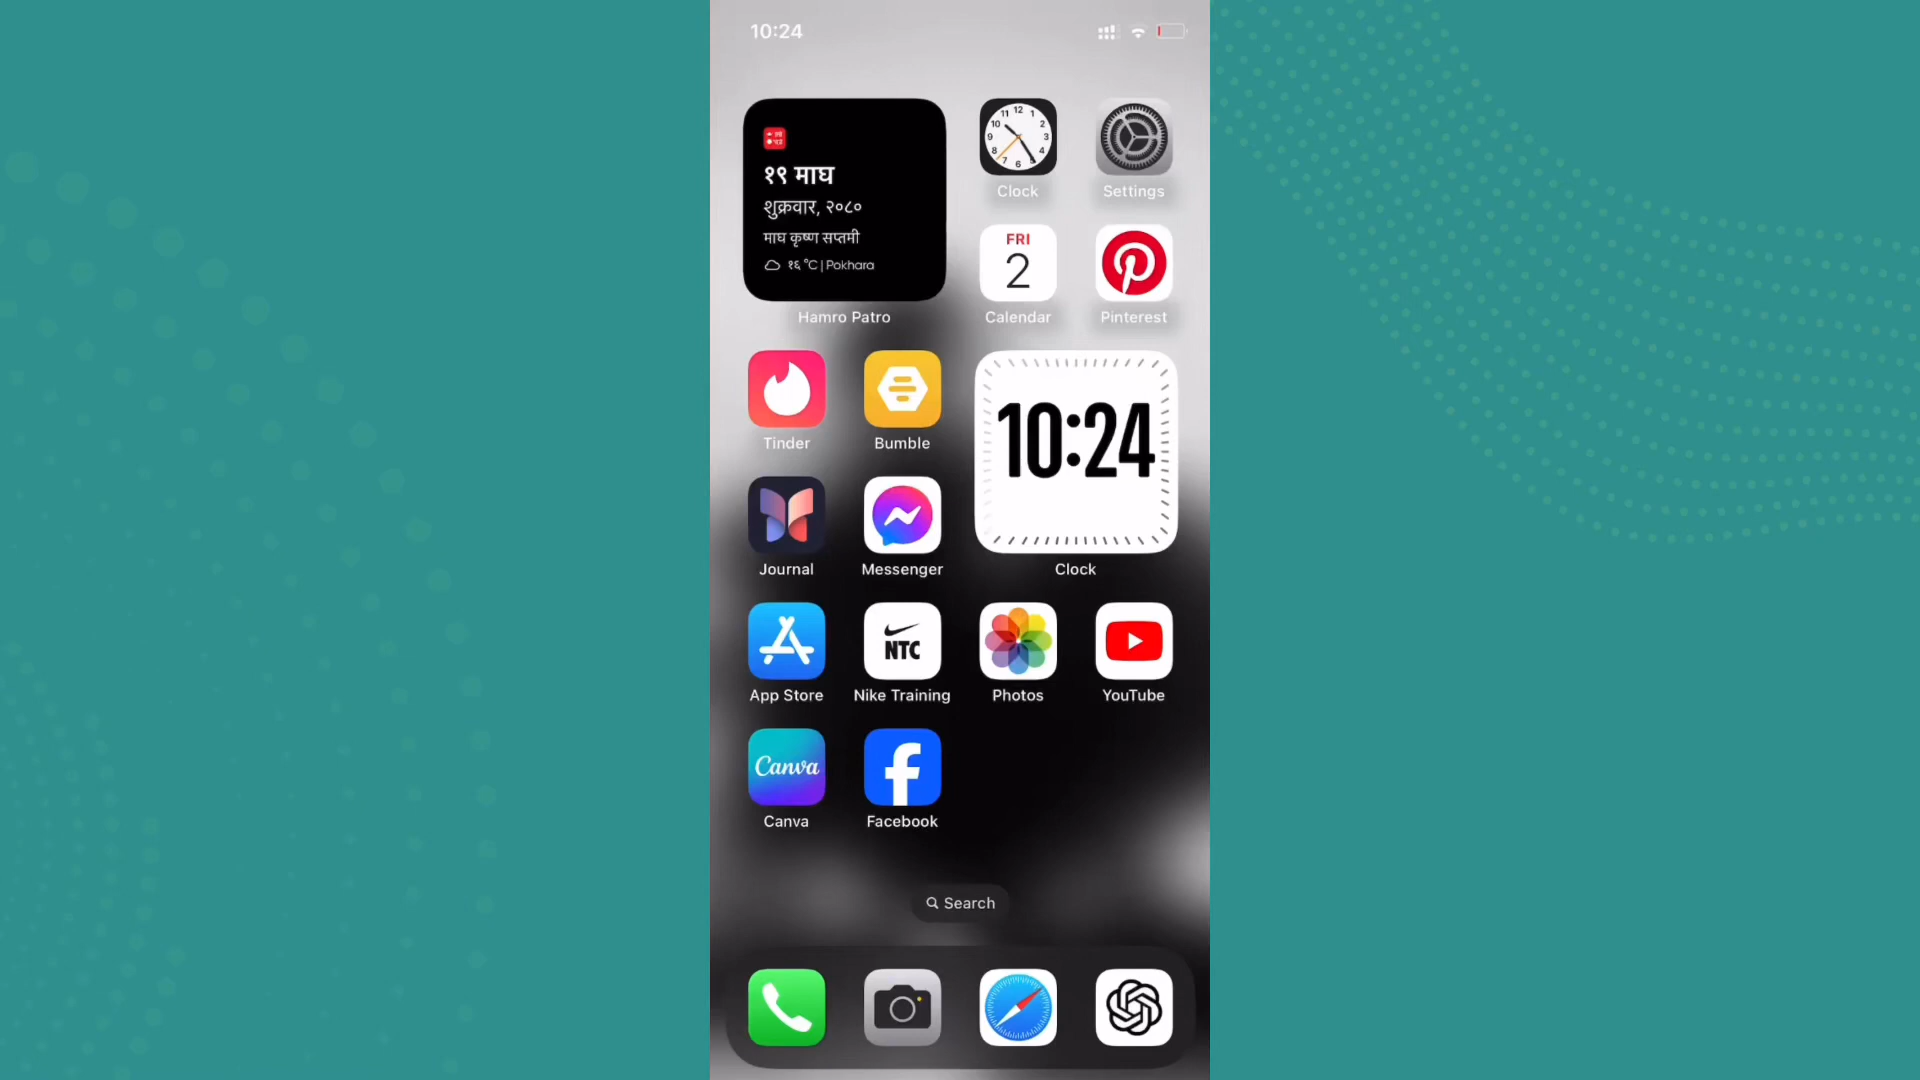 10:24
१९ माघ
शुक्रवार, २०८०
माघ कृष्ण सप्तमी
१६ °C | Pokhara
Hamro Patro
Clock
Settings
FRI
2
Calendar
Pinterest
Tinder
Bumble
10:24
Journal
Messenger
Clock
NTC
App Store
Nike Training
Photos
YouTube
Canva
Canva
Facebook
Search